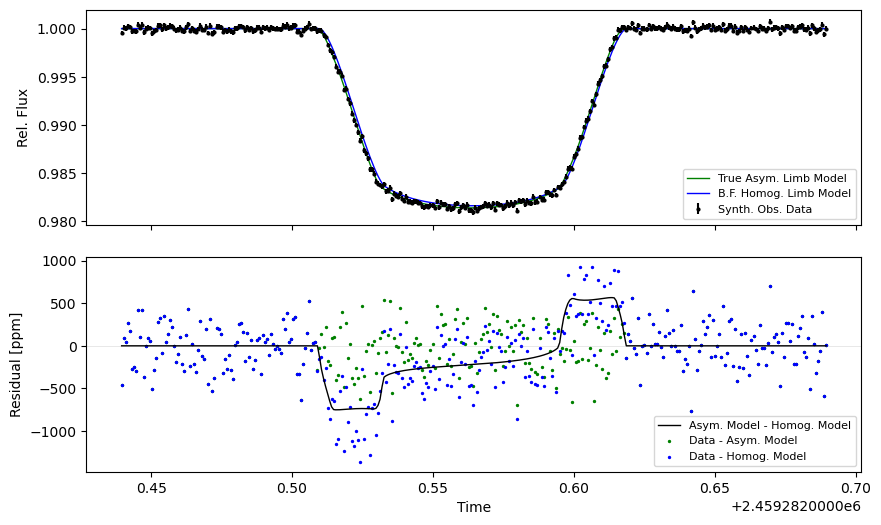 1.000
0.995
0.990
0.985
0.980
Rel. Flux
True Asym. Limb Model
B.F. Homog. Limb Model
Synth. Obs. Data
1000
500
0
−500
−1000
Residual [ppm]
Asym. Model - Homog. Model
Data - Asym. Model
Data - Homog. Model
0.45
0.50
0.55
0.60
0.65
0.70
Time
+2.4592820000e6